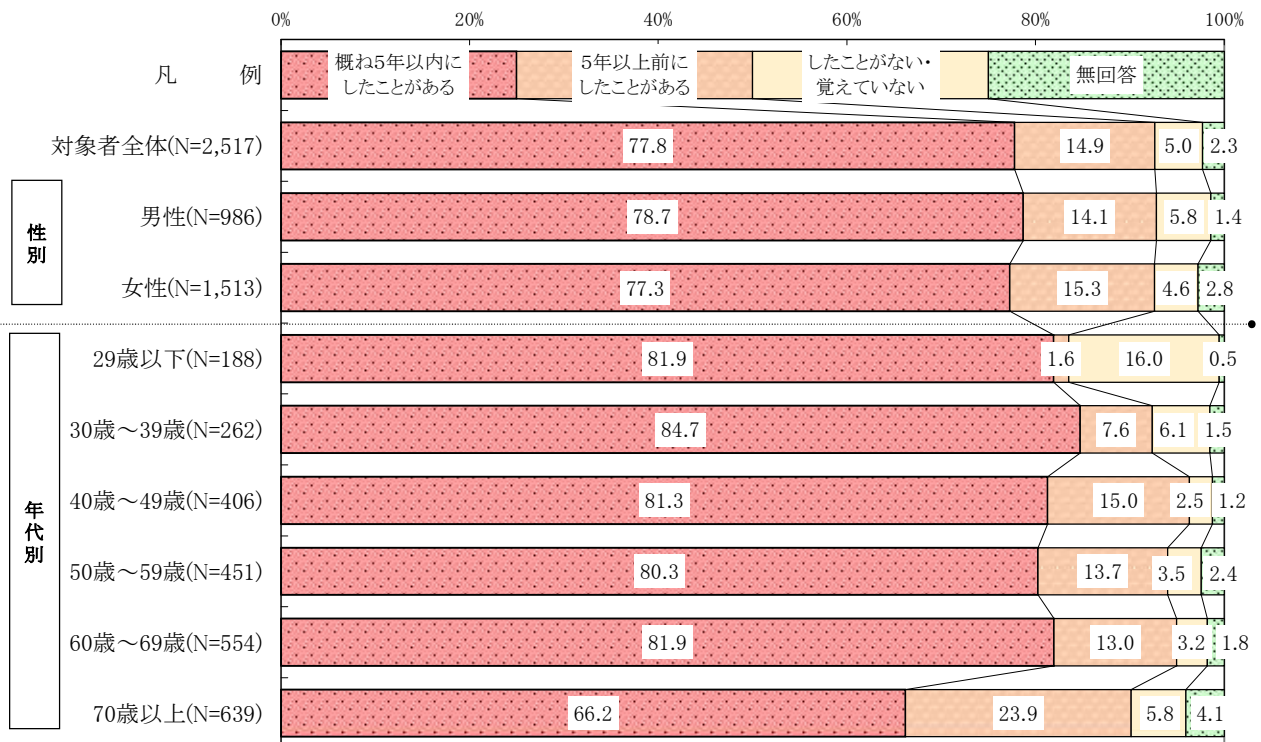 0% 20% 40% 60% 80% 100%
凡 例 概ね5年以内に したことがある 5年以上前に したことがある したことがない・ 覚えていない 無回答
対象者全体(N=2,517) 77.8 14.9 5.0 2.3
性別
男性(N=986) 78.7 14.1 5.8 1.4
女性(N=1,513) 77.3 15.3 4.6 2.8
年代別
29歳以下(N=188) 81.9 1.6 16.0 0.5
30歳～39歳(N=262) 84.7 7.6 6.1 1.5
40歳～49歳(N=406) 81.3 15.0 2.5 1.2
50歳～59歳(N=451) 80.3 13.7 3.5 2.4
60歳～69歳(N=554) 81.9 13.0 3.2 1.8
70歳以上(N=639) 66.2 23.9 5.8 4.1